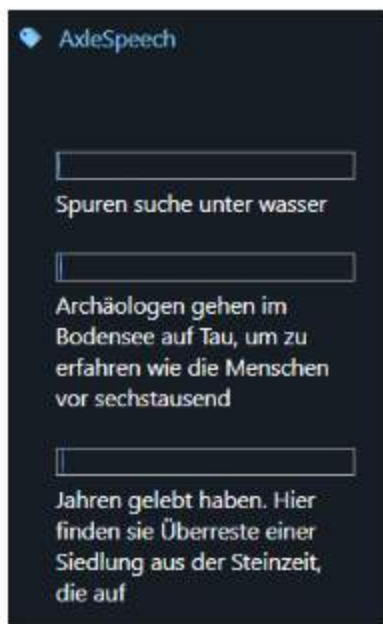 AxleSpeech
Spuren suche unter wasser
Archäologen gehen im
Bodensee auf Tau, um zu
erfahren wie die Menschen
vor sechstausend
Jahren gelebt haben. Hier
finden sie Überreste einer
Siedlung aus der Steinzeit,
die auf